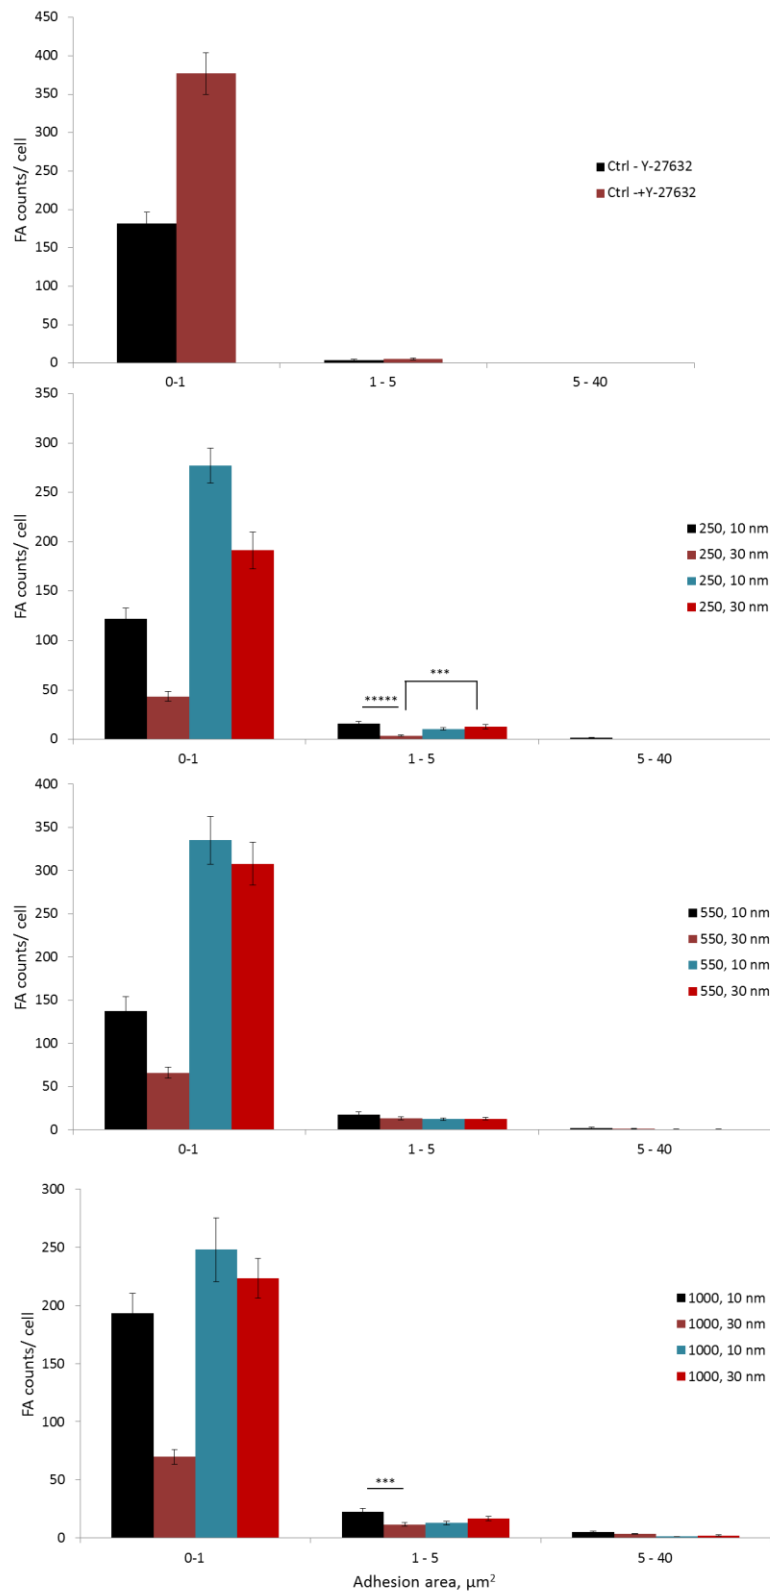 450
400
350
300
250
200
150
100
50
0
FA counts/ cell
0-1
1 - 5
5 - 40
Ctrl - Y-27632
Ctrl -+Y-27632
350
300
250
200
150
100
50
0
FA counts/ cell
*****
***
0-1
1 - 5
5 - 40
250, 10 nm
250, 30 nm
250, 10 nm
250, 30 nm
400
350
300
250
200
150
100
50
0
FA counts/ cell
0-1
1 - 5
5 - 40
550, 10 nm
550, 30 nm
550, 10 nm
550, 30 nm
300
250
200
150
100
50
0
FA counts/ cell
***
0-1
1 - 5
5 - 40
1000, 10 nm
1000, 30 nm
1000, 10 nm
1000, 30 nm
Adhesion area, µm²